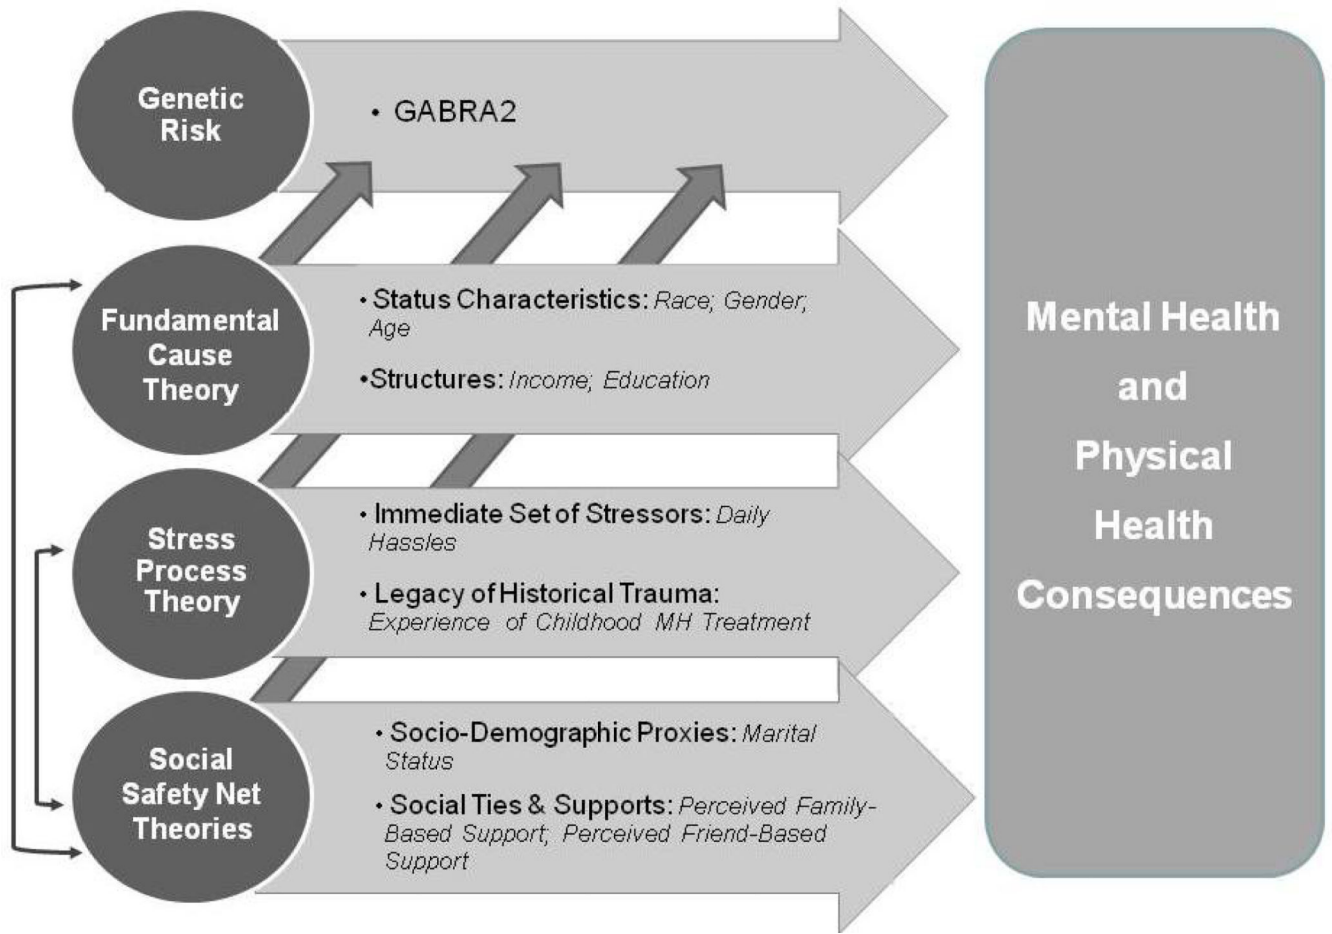 Genetic
Risk
• GABRA2
Fundamental
Cause
Theory
• Status Characteristics: Race; Gender;
Age
•Structures: Income; Education
Stress
Process
Theory
• Immediate Set of Stressors: Daily
Hassles
• Legacy of Historical Trauma:
Experience of Childhood MH Treatment
Social
Safety Net
Theories
• Socio-Demographic Proxies: Marital
Status
• Social Ties & Supports: Perceived Family-
Based Support; Perceived Friend-Based
Support
Mental Health
and
Physical
Health
Consequences